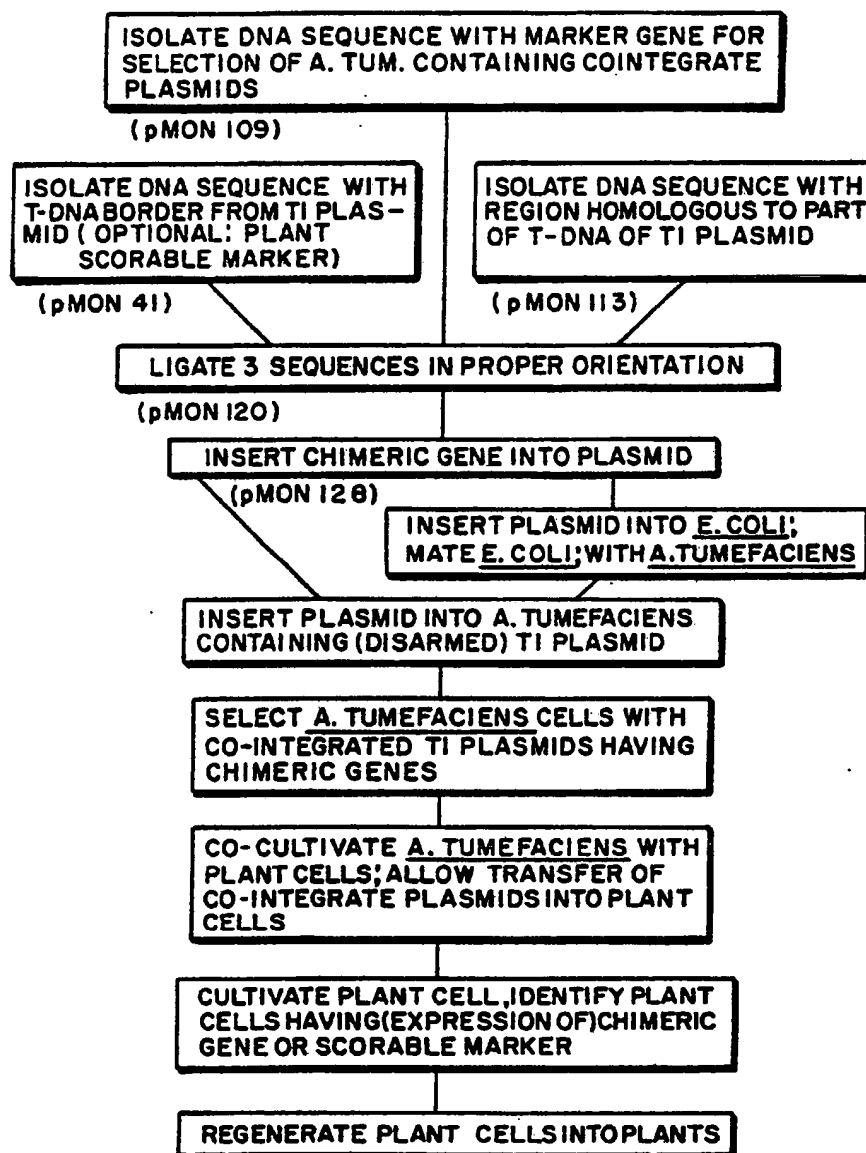 ISOLATE DNA SEQUENCE WITH MARKER GENE FOR
SELECTION OF A. TUM. CONTAINING COINTEGRATE
PLASMIDS
(pMON 109)
ISOLATE DNA SEQUENCE WITH
T-DNA BORDER FROM TI PLAS-
MID (OPTIONAL: PLANT
SCORABLE MARKER)
(pMON 41)
ISOLATE DNA SEQUENCE WITH
REGION HOMOLOGOUS TO PART
OF T-DNA OF TI PLASMID
(pMON 113)
LIGATE 3 SEQUENCES IN PROPER ORIENTATION
(pMON 120)
INSERT CHIMERIC GENE INTO PLASMID
(pMON 128)
INSERT PLASMID INTO E. COLI;
MATE E. COLI; WITH A. TUMEFACIENS
INSERT PLASMID INTO A. TUMEFACIENS
CONTAINING (DISARMED) TI PLASMID
SELECT A. TUMEFACIENS CELLS WITH
CO-INTEGRATED TI PLASMIDS HAVING
CHIMERIC GENES
CO-CULTIVATE A. TUMEFACIENS WITH
PLANT CELLS; ALLOW TRANSFER OF
CO-INTEGRATE PLASMIDS INTO PLANT
CELLS
CULTIVATE PLANT CELL, IDENTIFY PLANT
CELLS HAVING (EXPRESSION OF) CHIMERIC
GENE OR SCORABLE MARKER
REGENERATE PLANT CELLS INTO PLANTS